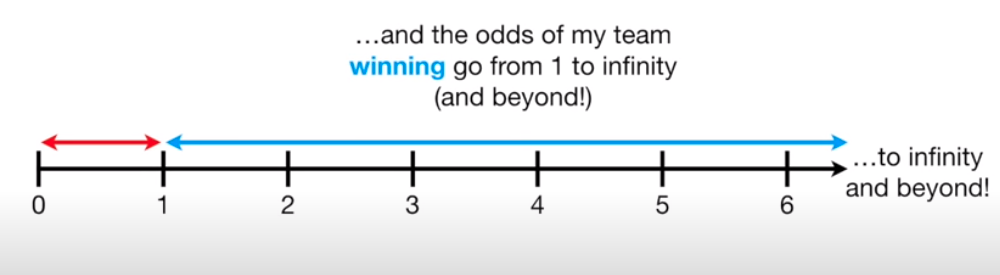 …and the odds of my team
winning go from 1 to infinity
(and beyond!)
…to infinity
and beyond!
0 1 2 3 4 5 6